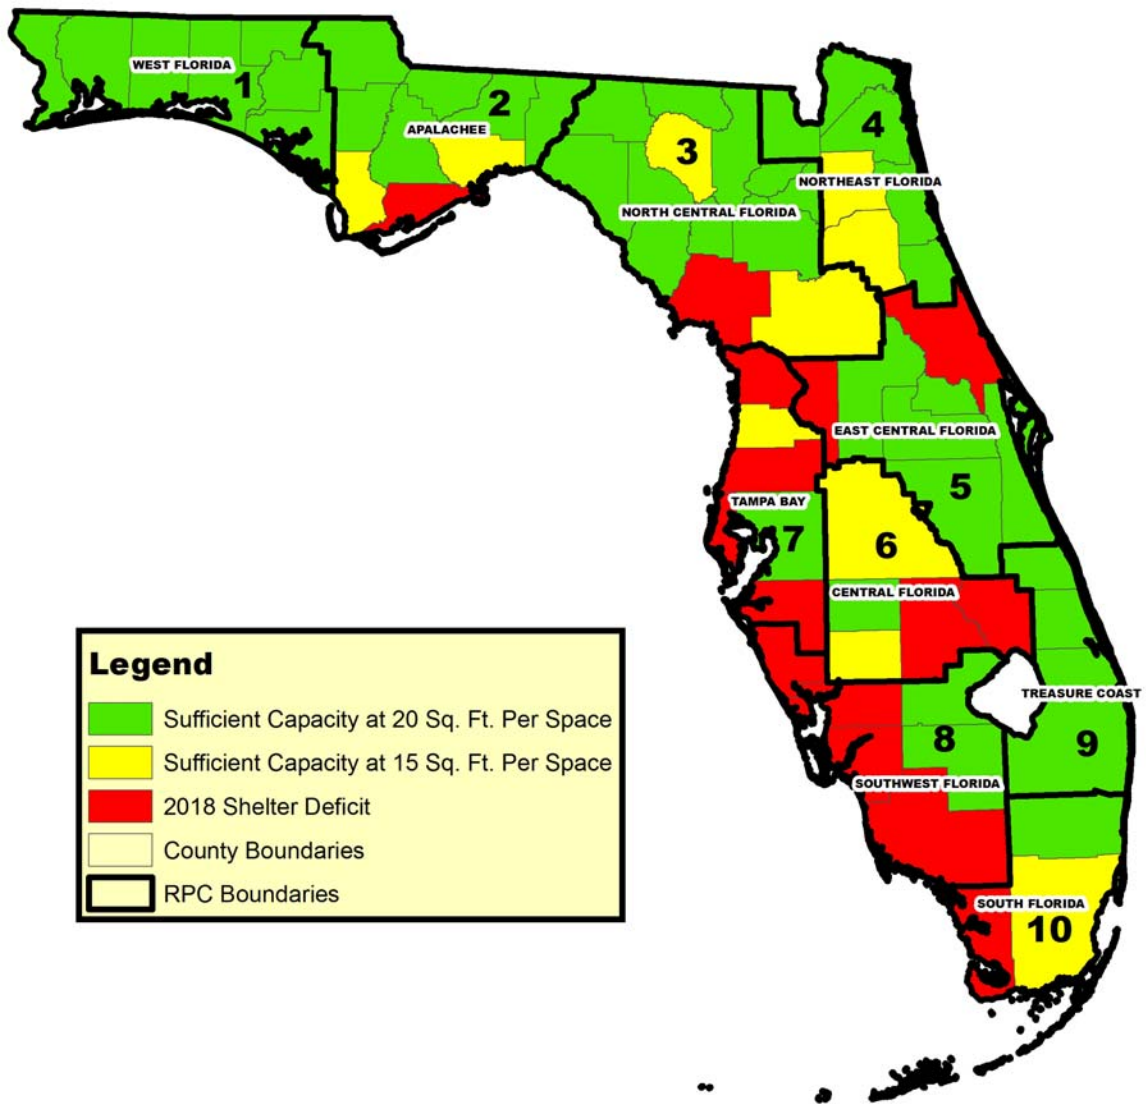 WEST FLORIDA
1
2
APALACHEE
3
NORTH CENTRAL FLORIDA
4
NORTHEAST FLORIDA
EAST CENTRAL FLORIDA
5
TAMPA BAY
7
6
CENTRAL FLORIDA
TREASURE COAST
8
9
SOUTHWEST FLORIDA
SOUTH FLORIDA
10
Legend
Sufficient Capacity at 20 Sq. Ft. Per Space
Sufficient Capacity at 15 Sq. Ft. Per Space
2018 Shelter Deficit
County Boundaries
RPC Boundaries